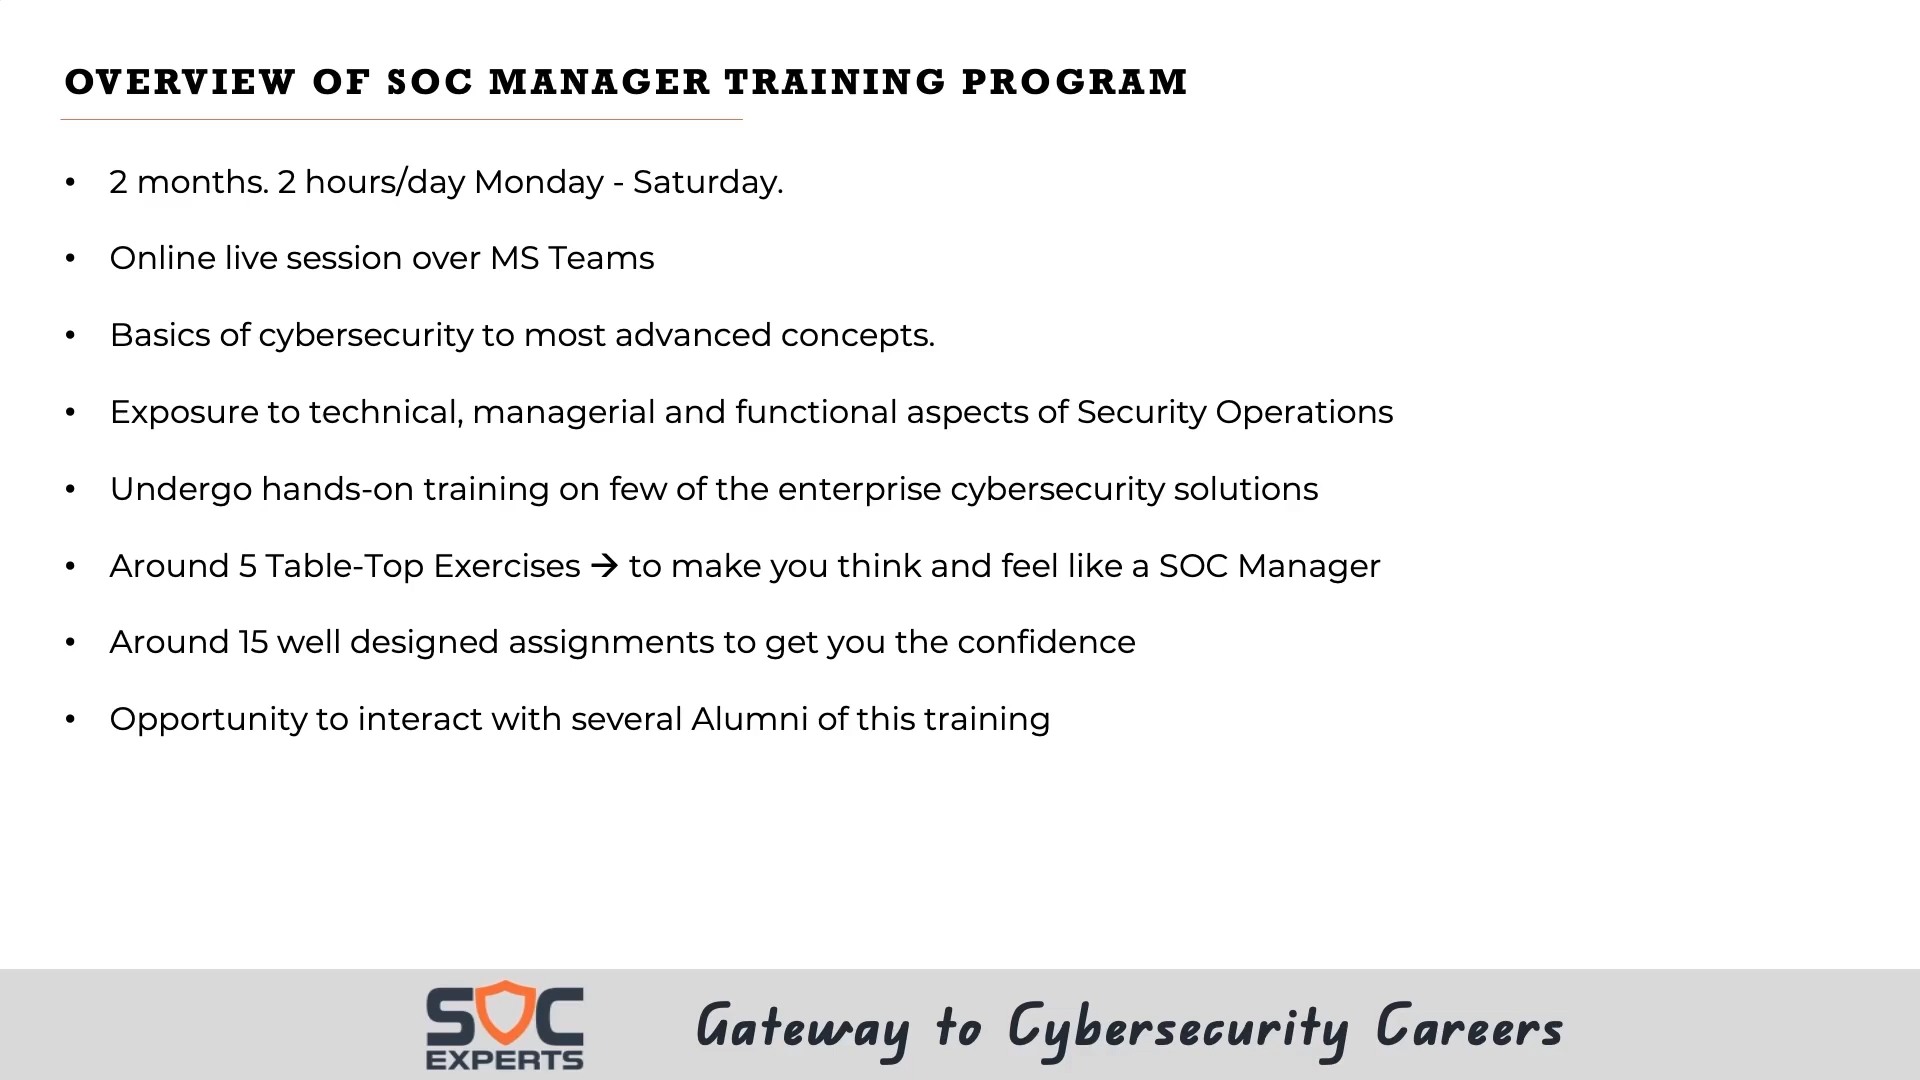 OVERVIEW OF SOC MANAGER TRAINING PROGRAM
• 2 months. 2 hours/day Monday - Saturday.
• Online live session over MS Teams
• Basics of cybersecurity to most advanced concepts.
• Exposure to technical, managerial and functional aspects of Security Operations
• Undergo hands-on training on few of the enterprise cybersecurity solutions
• Around 5 Table-Top Exercises → to make you think and feel like a SOC Manager
• Around 15 well designed assignments to get you the confidence
• Opportunity to interact with several Alumni of this training
SOC
EXPERTS
Gateway to Cybersecurity Careers